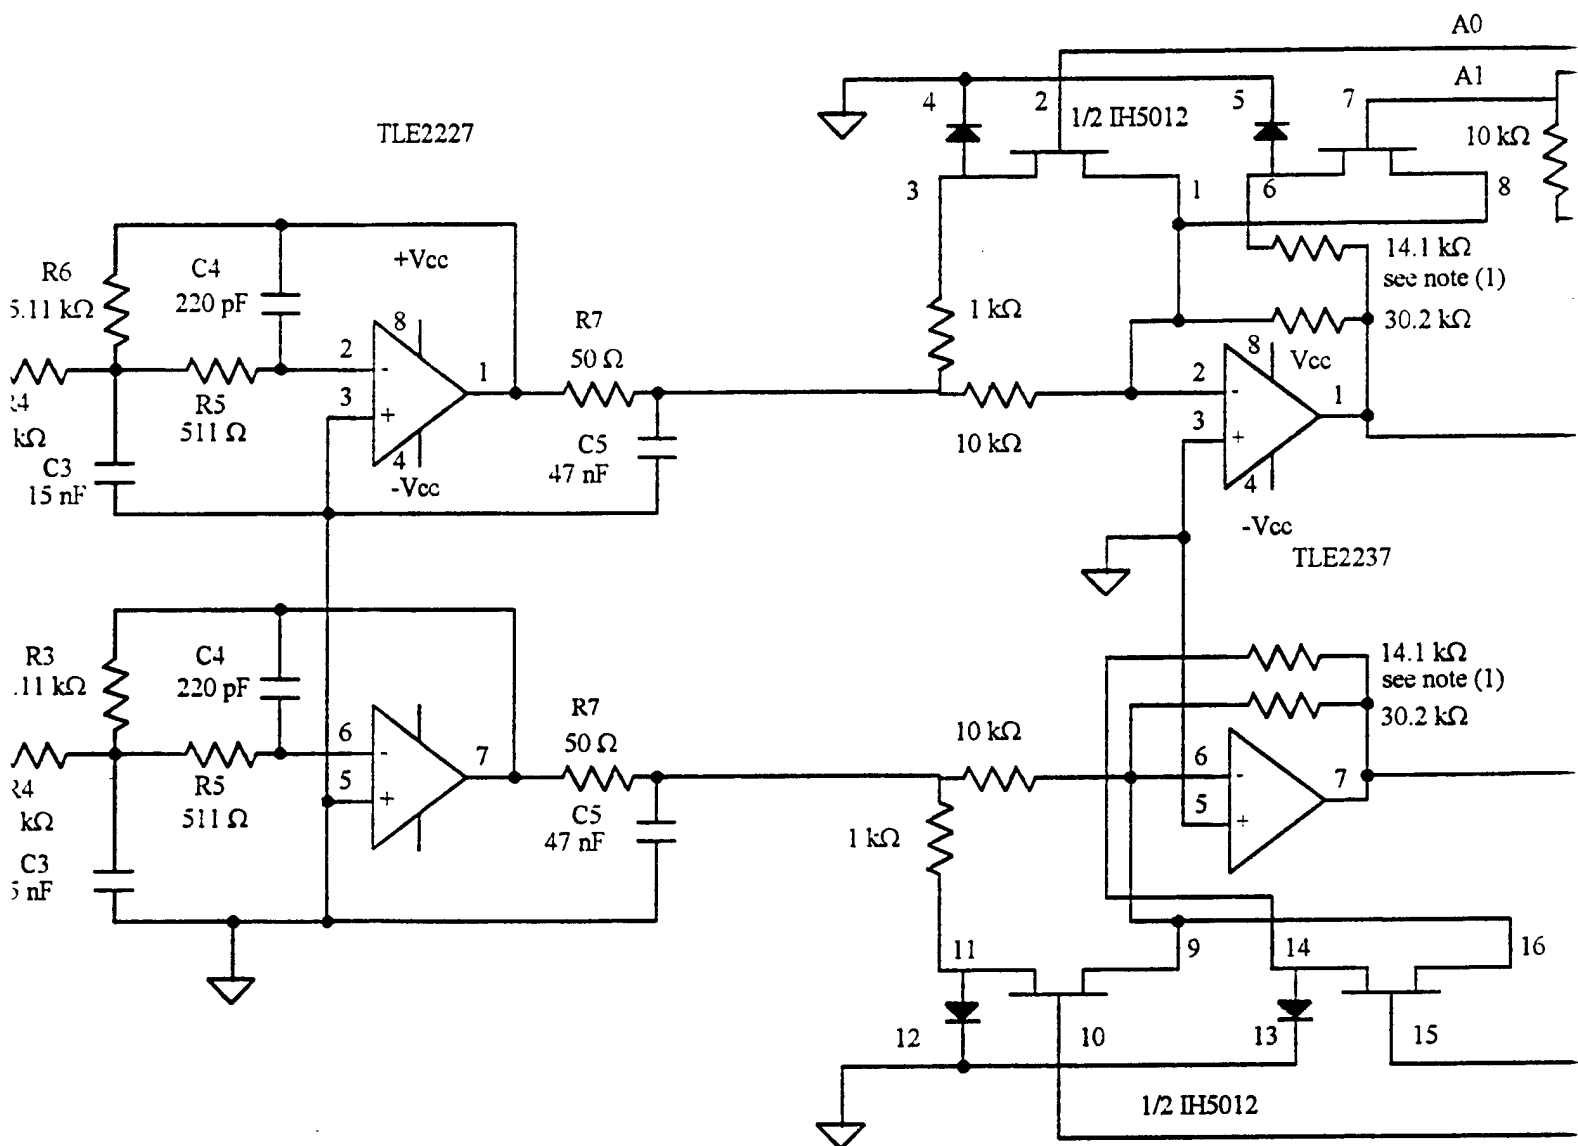 A0
A1
4
2
5
7
1/2 IH5012
10 kΩ
TLE2227
3
1
6
8
R6
5.11 kΩ
C4
220 pF
+Vcc
8
14.1 kΩ
see note (1)
1 kΩ
30.2 kΩ
R7
50 Ω
2
-
1
3
+
R5
511 Ω
kΩ
C3
15 nF
4
-Vcc
C5
47 nF
10 kΩ
8
Vcc
2
-
1
3
+
4
-Vcc
TLE2237
R3
.11 kΩ
C4
220 pF
14.1 kΩ
see note (1)
30.2 kΩ
R7
50 Ω
10 kΩ
6
-
7
5
+
6
-
7
5
+
R5
511 Ω
kΩ
C3
5 nF
C5
47 nF
1 kΩ
11
9
14
16
12
10
13
15
1/2 IH5012